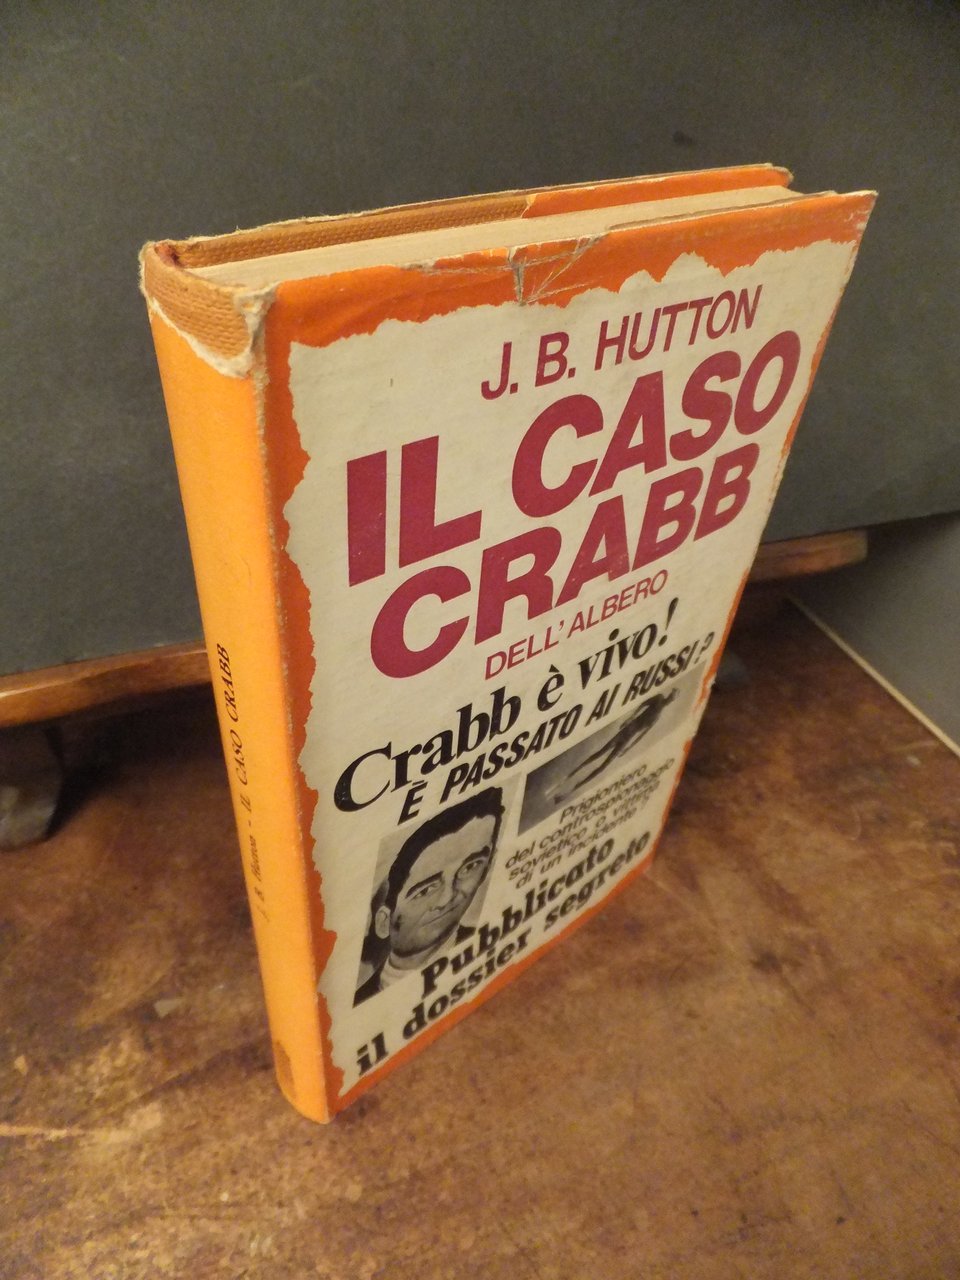 J. B. HUTTON
IL CASO
CRABB
DELL'ALBERO
Crabb è vivo!
È PASSATO AI RUSSI?
Prigioniero
del controspionaggio
sovietico o vittima
di un incidente
Pubblicato
il dossier segreto
J. B. Hutton - IL CASO CRABB